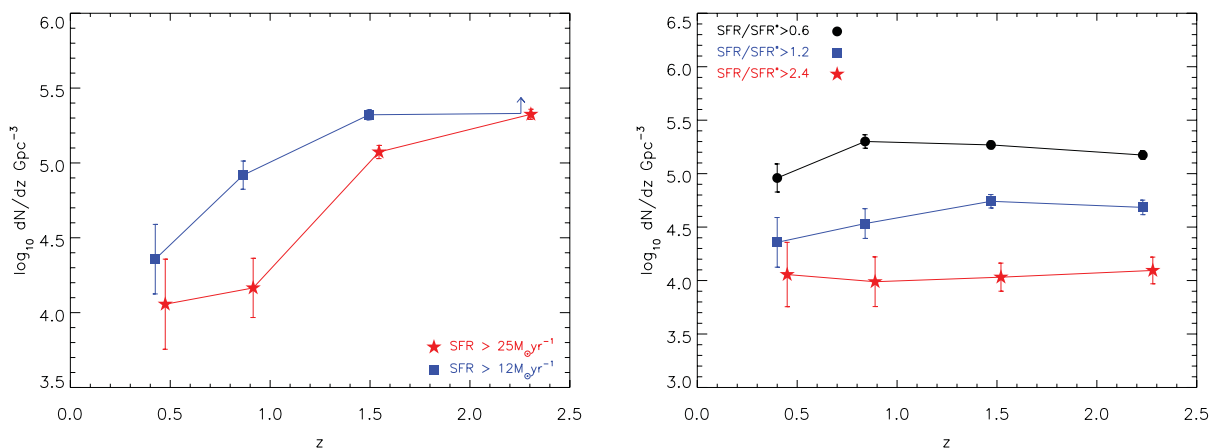 6.0
5.5
5.0
4.5
4.0
3.5
log₁₀ dN/dz Gpc⁻³
0.0 0.5 1.0 1.5 2.0 2.5
z
SFR > 25M⊙yr⁻¹
SFR > 12M⊙yr⁻¹
6.5
6.0
5.5
5.0
4.5
4.0
3.5
3.0
log₁₀ dN/dz Gpc⁻³
0.0 0.5 1.0 1.5 2.0 2.5
z
SFR/SFR*>0.6
SFR/SFR*>1.2
SFR/SFR*>2.4